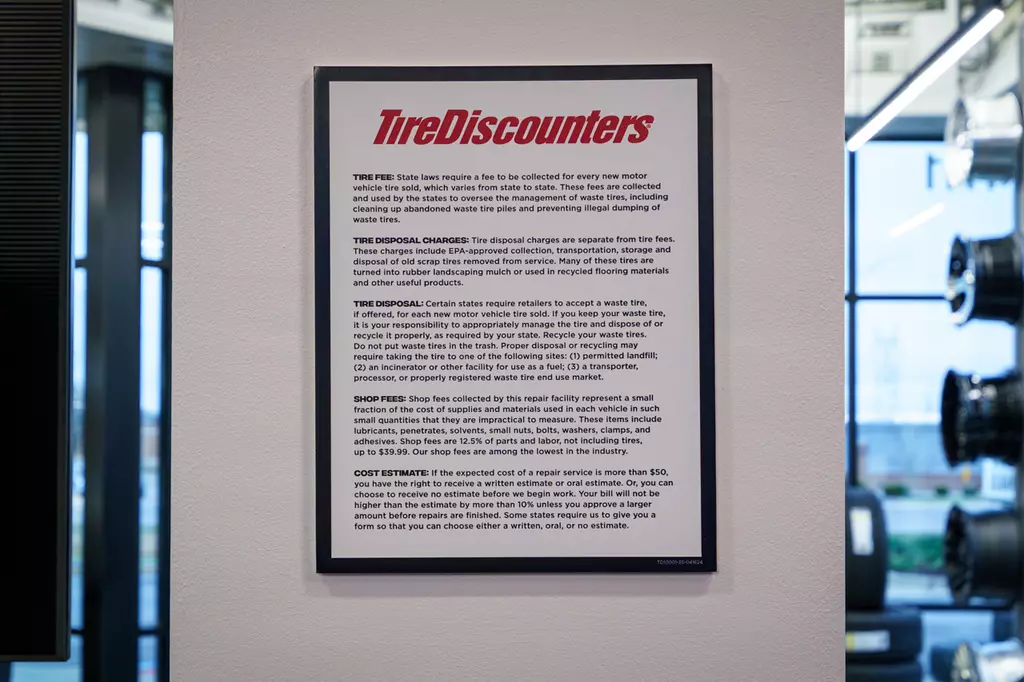 TireDiscounters
TIRE FEE: State laws require a fee to be collected for every new motor
vehicle tire sold, which varies from state to state. These fees are collected
and used by the states to oversee the management of waste tires, including
cleaning up abandoned waste tire piles and preventing illegal dumping of
waste tires.
TIRE DISPOSAL CHARGES: Tire disposal charges are separate from tire fees.
These charges include EPA-approved collection, transportation, storage and
disposal of old scrap tires removed from service. Many of these tires are
turned into rubber landscaping mulch or used in recycled flooring materials
and other useful products.
TIRE DISPOSAL: Certain states require retailers to accept a waste tire,
if offered, for each new motor vehicle tire sold. If you keep your waste tire,
it is your responsibility to appropriately manage the tire and dispose of or
recycle it properly, as required by your state. Recycle your waste tires.
Do not put waste tires in the trash. Proper disposal or recycling may
require taking the tire to one of the following sites: (1) permitted landfill;
(2) an incinerator or other facility for use as a fuel; (3) a transporter,
processor, or properly registered waste tire end use market.
SHOP FEES: Shop fees collected by this repair facility represent a small
fraction of the cost of supplies and materials used in each vehicle in such
small quantities that they are impractical to measure. These items include
lubricants, penetrates, solvents, small nuts, bolts, washers, clamps, and
adhesives. Shop fees are 12.5% of parts and labor, not including tires,
up to $39.99. Our shop fees are among the lowest in the industry.
COST ESTIMATE: If the expected cost of a repair service is more than $50,
you have the right to receive a written estimate or oral estimate. Or, you can
choose to receive no estimate before we begin work. Your bill will not be
higher than the estimate by more than 10% unless you approve a larger
amount before repairs are finished. Some states require us to give you a
form so that you can choose either a written, oral, or no estimate.